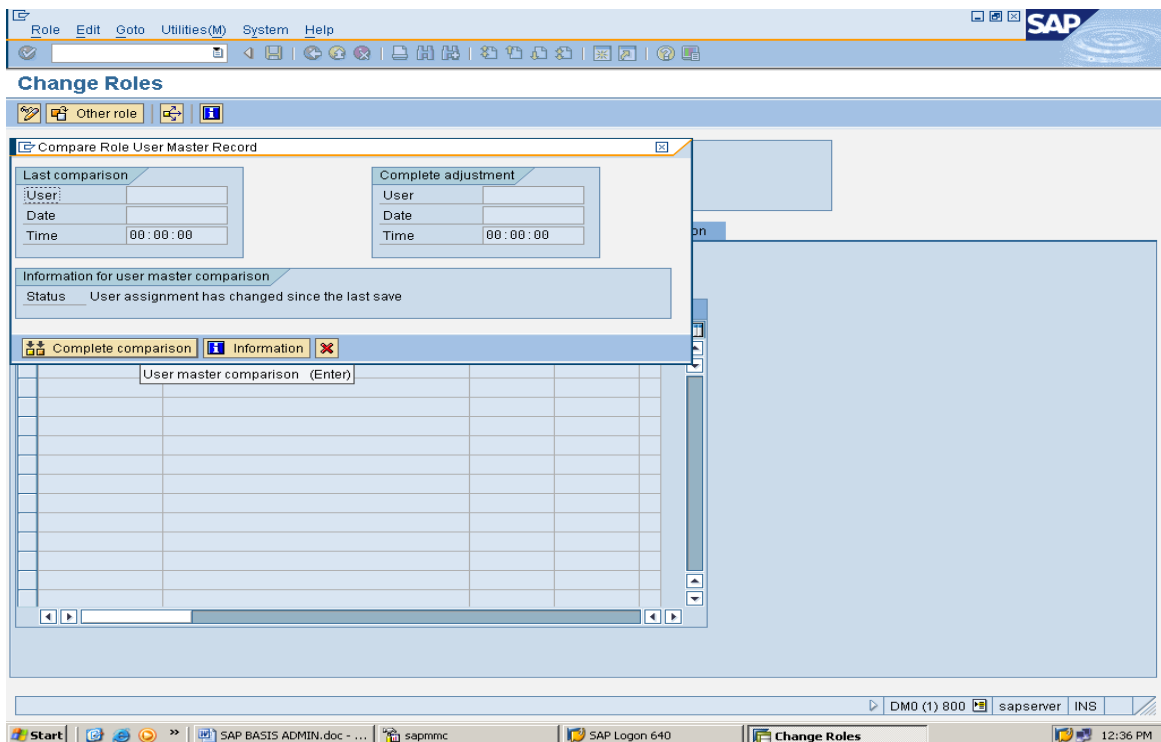 Role Edit Goto Utilities(M) System Help
SAP
Change Roles
Other role
Compare Role User Master Record
Last comparison
Complete adjustment
User
User
Date
Date
Time 00:00:00
Time 00:00:00
on
Information for user master comparison
Status User assignment has changed since the last save
Complete comparison Information
User master comparison (Enter)
DM0 (1) 800 sapserver INS
Start » SAP BASIS ADMIN.doc - ... sapmmc SAP Logon 640 Change Roles 12:36 PM